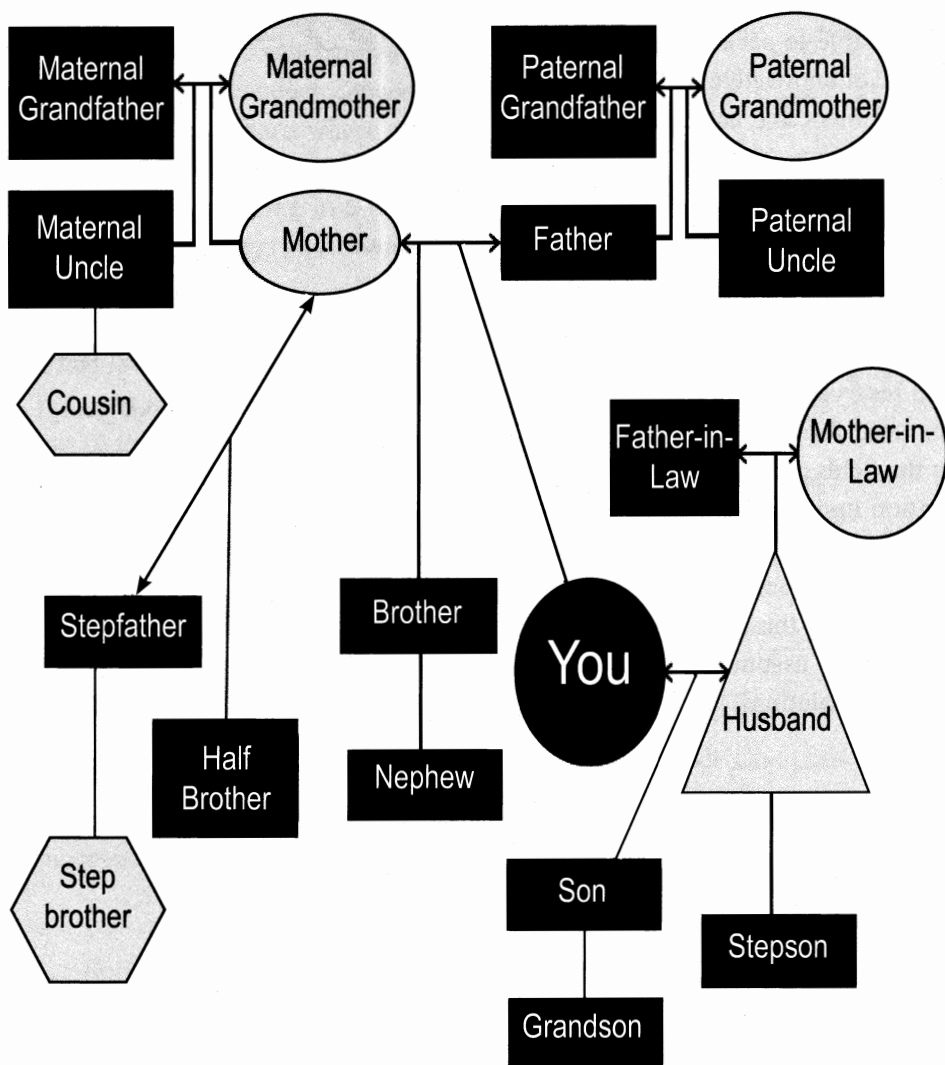 Maternal
Grandfather
Maternal
Grandmother
Paternal
Grandfather
Paternal
Grandmother
Maternal
Uncle
Mother
Father
Paternal
Uncle
Cousin
Father-in-
Law
Mother-in-
Law
Stepfather
Brother
You
Husband
Half
Brother
Nephew
Step
brother
Son
Stepson
Grandson